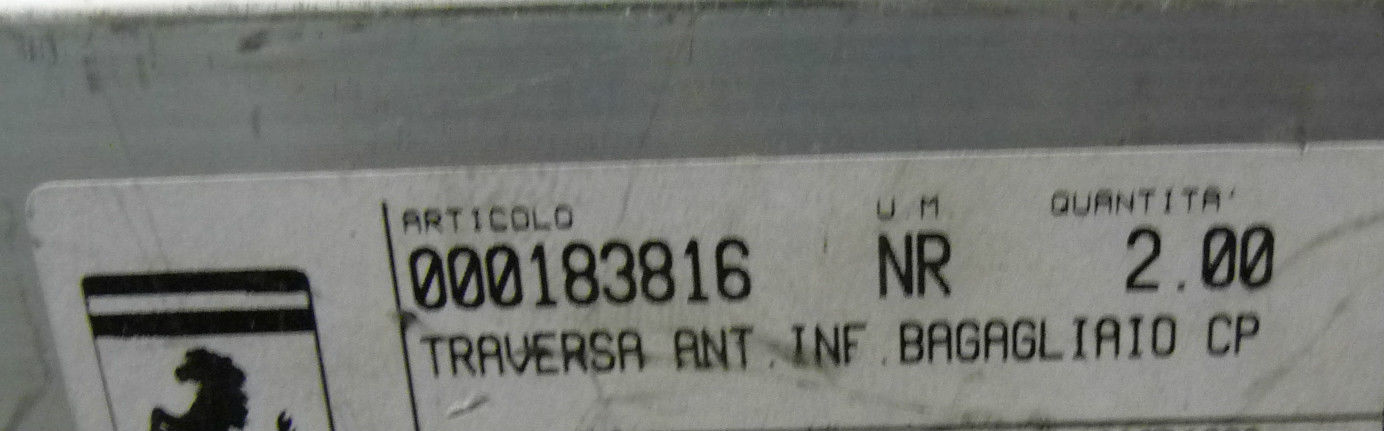 ARTICOLO U M QUANTITA'
000183816 NR 2.00
TRAVERSA ANT.INF.BAGAGLIAIO CP